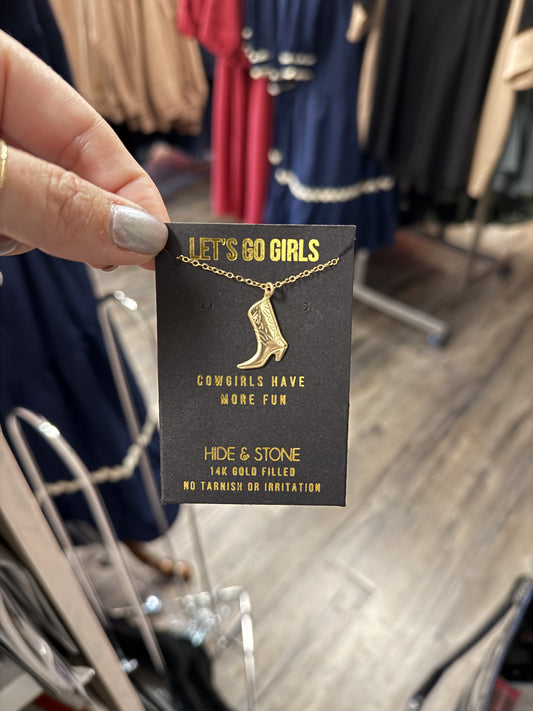 LET'S GO GIRLS
COWGIRLS HAVE
MORE FUN
HIDE & STONE
14K GOLD FILLED
NO TARNISH OR IRRITATION